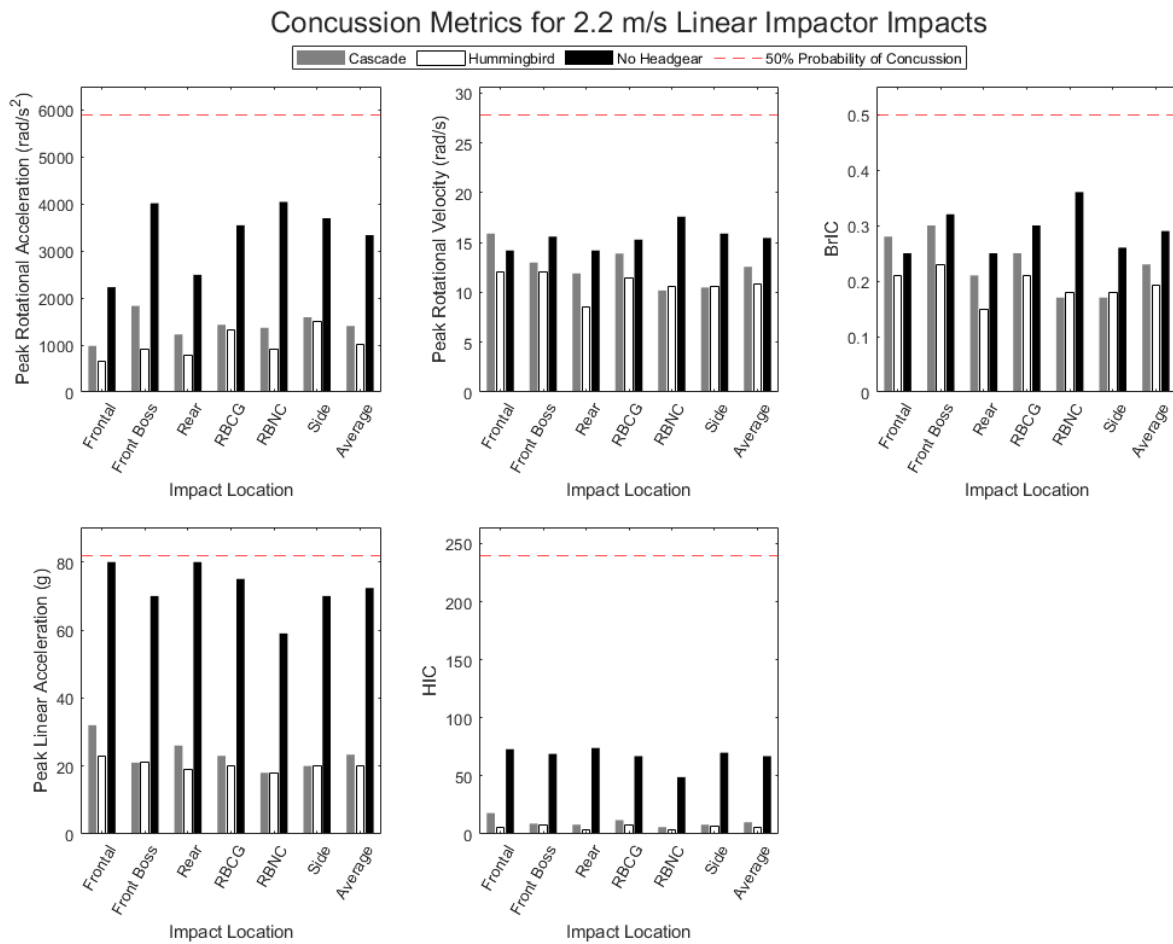 Concussion Metrics for 2.2 m/s Linear Impactor Impacts
Cascade Hummingbird No Headgear 50% Probability of Concussion
Peak Rotational Acceleration (rad/s²)
6000
5000
4000
3000
2000
1000
0
Frontal
Front Boss
Rear
RBCG
RBNC
Side
Average
Impact Location
Peak Rotational Velocity (rad/s)
30
25
20
15
10
5
0
Frontal
Front Boss
Rear
RBCG
RBNC
Side
Average
Impact Location
BrIC
0.5
0.4
0.3
0.2
0.1
0
Frontal
Front Boss
Rear
RBCG
RBNC
Side
Average
Impact Location
Peak Linear Acceleration (g)
80
60
40
20
0
Frontal
Front Boss
Rear
RBCG
RBNC
Side
Average
Impact Location
HIC
250
200
150
100
50
0
Frontal
Front Boss
Rear
RBCG
RBNC
Side
Average
Impact Location